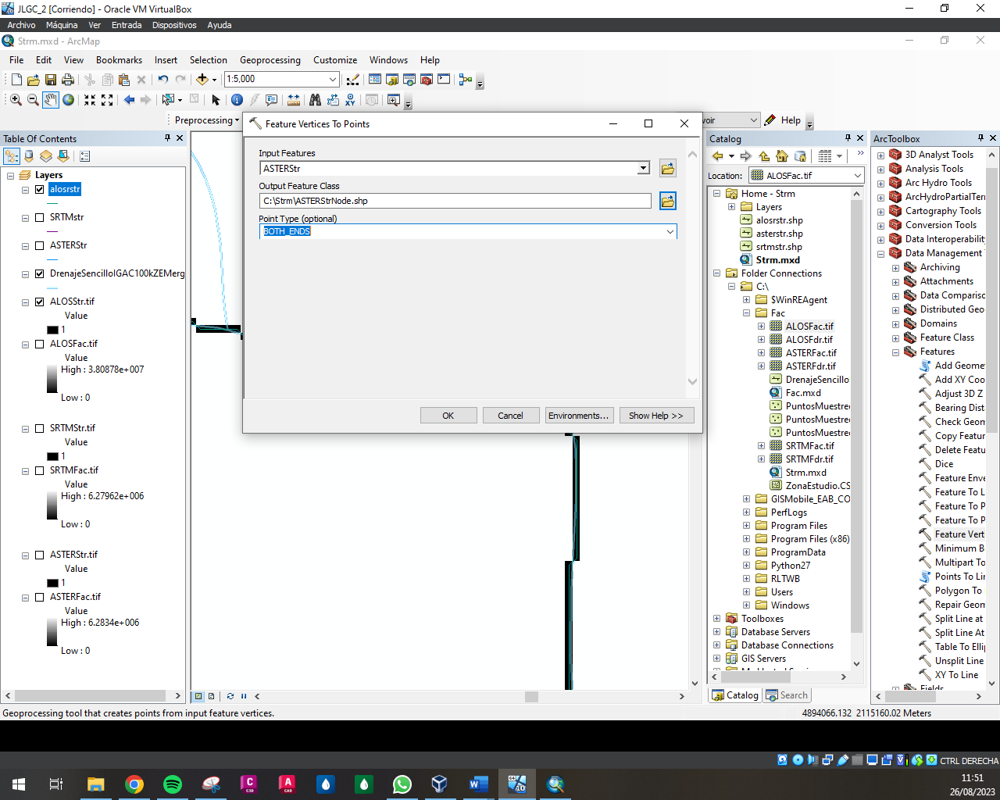 JLGC_2 [Corriendo] - Oracle VM VirtualBox
Archivo Máquina Ver Entrada Dispositivos Ayuda
Strm.mxd - ArcMap
File Edit View Bookmarks Insert Selection Geoprocessing Customize Windows Help
1:5,000
Preprocessing
voir
Help
Feature Vertices To Points
Input Features
ASTERStr
Output Feature Class
C:\Strm\ASTERStrNode.shp
Point Type (optional)
BOTH_ENDS
OK
Cancel
Environments...
Show Help >>
Table Of Contents
Layers
alosrstr
SRTMstr
ASTERStr
DrenajeSencilloIGAC100kZEMerg
ALOSStr.tif
Value
1
ALOSFac.tif
Value
High : 3.80878e+007
Low : 0
SRTMStr.tif
Value
1
SRTMFac.tif
Value
High : 6.27962e+006
Low : 0
ASTERStr.tif
Value
1
ASTERFac.tif
Value
High : 6.2834e+006
Low : 0
Catalog
Location: ALOSFac.tif
Home - Strm
Layers
alosrstr.shp
asterstr.shp
srtmstr.shp
Strm.mxd
Folder Connections
C:\
$WinREAgent
Fac
ALOSFac.tif
ALOSFdr.tif
ASTERFac.tif
ASTERFdr.tif
DrenajeSencillo
Fac.mxd
PuntosMuestre
PuntosMuestre
PuntosMuestre
SRTMFac.tif
SRTMFdr.tif
Strm.mxd
ZonaEstudio.CS
GISMobile_EAB_CO
PerfLogs
Program Files
Program Files (x86)
ProgramData
Python27
RLTWB
Users
Windows
Toolboxes
Database Servers
Database Connections
GIS Servers
Catalog
Search
ArcToolbox
3D Analyst Tools
Analysis Tools
Arc Hydro Tools
ArcHydroPartialTer
Cartography Tools
Conversion Tools
Data Interoperability
Data Management
Archiving
Attachments
Data Comparisc
Distributed Geo
Domains
Feature Class
Features
Add Geome
Add XY Coo
Adjust 3D Z
Bearing Dist
Check Geom
Copy Featur
Delete Featu
Dice
Feature Enve
Feature To L
Feature To P
Feature To P
Feature Vert
Minimum B
Multipart To
Points To Lin
Polygon To
Repair Geom
Split Line at
Split Line At
Table To Ellip
Unsplit Line
XY To Line
Fields
Geoprocessing tool that creates points from input feature vertices.
4894066.132 2115160.02 Meters
CTRL DERECHA
11:51
26/08/2023